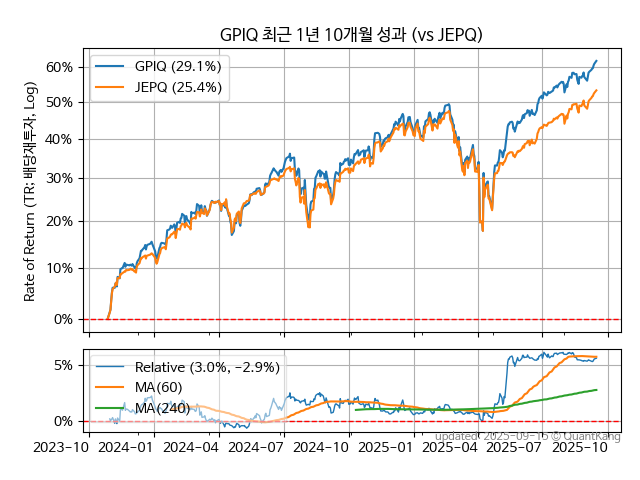 GPIQ 최근 1년 10개월 성과 (vs JEPQ)
GPIQ (29.1%)
JEPQ (25.4%)
60%
50%
40%
30%
20%
10%
0%
Rate of Return (TR: 배당재투자, Log)
Relative (3.0%, −2.9%)
MA(60)
MA(240)
5%
0%
2023−10 2024−01 2024−04 2024−07 2024−10 2025−01 2025−04 2025−07 2025−10
updated: 2025-09-15 © QuantKang